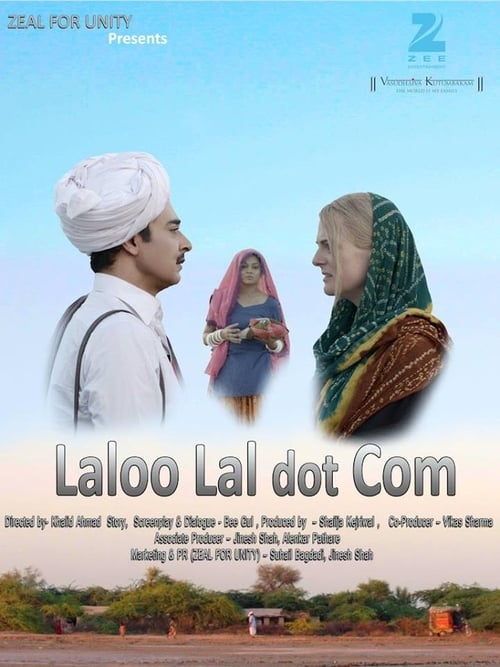 ZEAL FOR UNITY
Presents
Z E E
ENTERTAINMENT
|| VASUDHAIVA KUTUMBAKAM ||
THE WORLD IS MY FAMILY
Laloo Lal dot Com
Directed by- Khalid Ahmad Story, Screenplay & Dialogue - Bee Gul , Produced by – Shailja Kejriwal , Co-Producer – Vikas Sharma
Associate Producer – Jinesh Shah, Alenkar Pathare
Marketing & PR (ZEAL FOR UNITY) – Suhail Bagdadi, Jinesh Shah